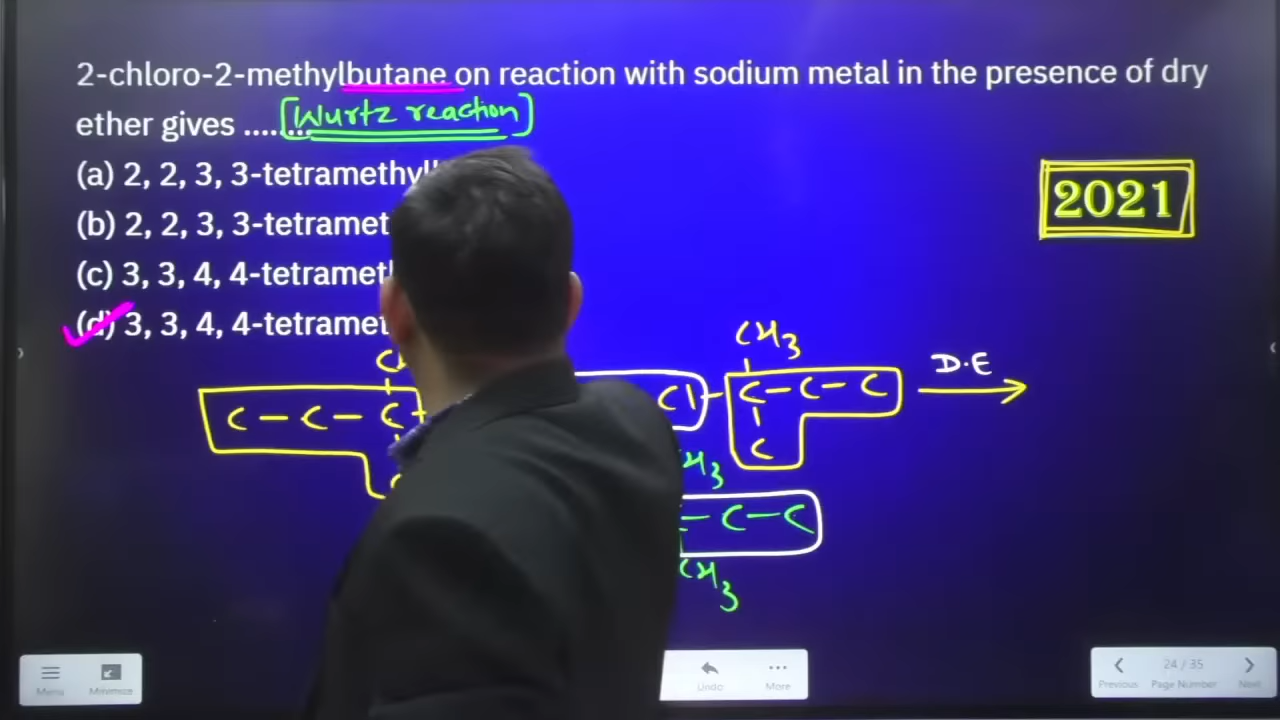 2-chloro-2-methylbutane on reaction with sodium metal in the presence of dry
ether gives ........ [Wurtz reaction]
(a) 2, 2, 3, 3-tetramethyl
2021
(b) 2, 2, 3, 3-tetramet
(c) 3, 3, 4, 4-tetramet
(d) 3, 3, 4, 4-tetramet
CH3
D.E
Cl-C-C-C
C-C-C
C
CH3
-C-C
CH3
Menu
Minimize
Undo
More
Previous
24 / 35
Page Number
Next